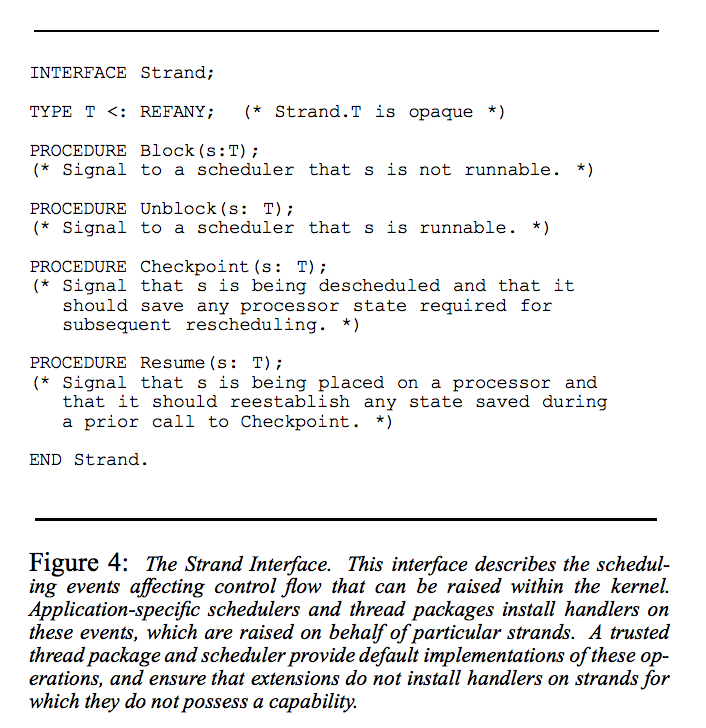 INTERFACE Strand;
TYPE T <: REFANY; (* Strand.T is opaque *)
PROCEDURE Block(s:T);
(* Signal to a scheduler that s is not runnable. *)
PROCEDURE Unblock(s: T);
(* Signal to a scheduler that s is runnable. *)
PROCEDURE Checkpoint(s: T);
(* Signal that s is being descheduled and that it
should save any processor state required for
subsequent rescheduling. *)
PROCEDURE Resume(s: T);
(* Signal that s is being placed on a processor and
that it should reestablish any state saved during
a prior call to Checkpoint. *)
END Strand.
Figure 4: The Strand Interface. This interface describes the schedul-
ing events affecting control flow that can be raised within the kernel.
Application-specific schedulers and thread packages install handlers on
these events, which are raised on behalf of particular strands. A trusted
thread package and scheduler provide default implementations of these op-
erations, and ensure that extensions do not install handlers on strands for
which they do not possess a capability.